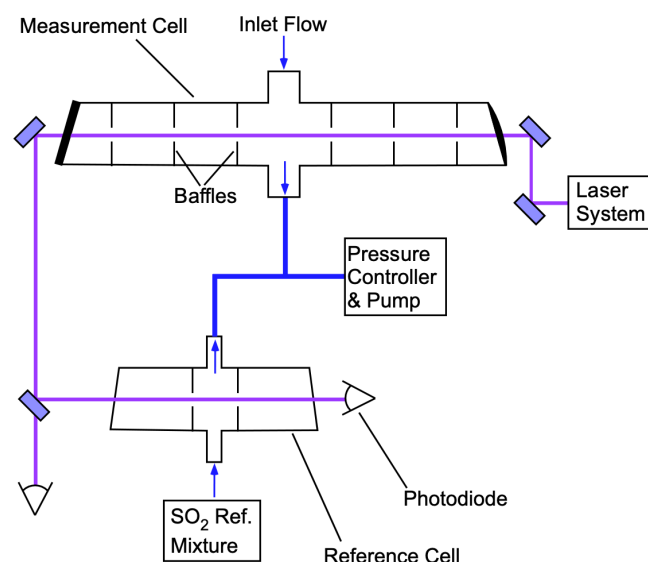 Measurement Cell
Inlet Flow
Baffles
Laser
System
Pressure
Controller
& Pump
Photodiode
SO₂ Ref.
Mixture
Reference Cell